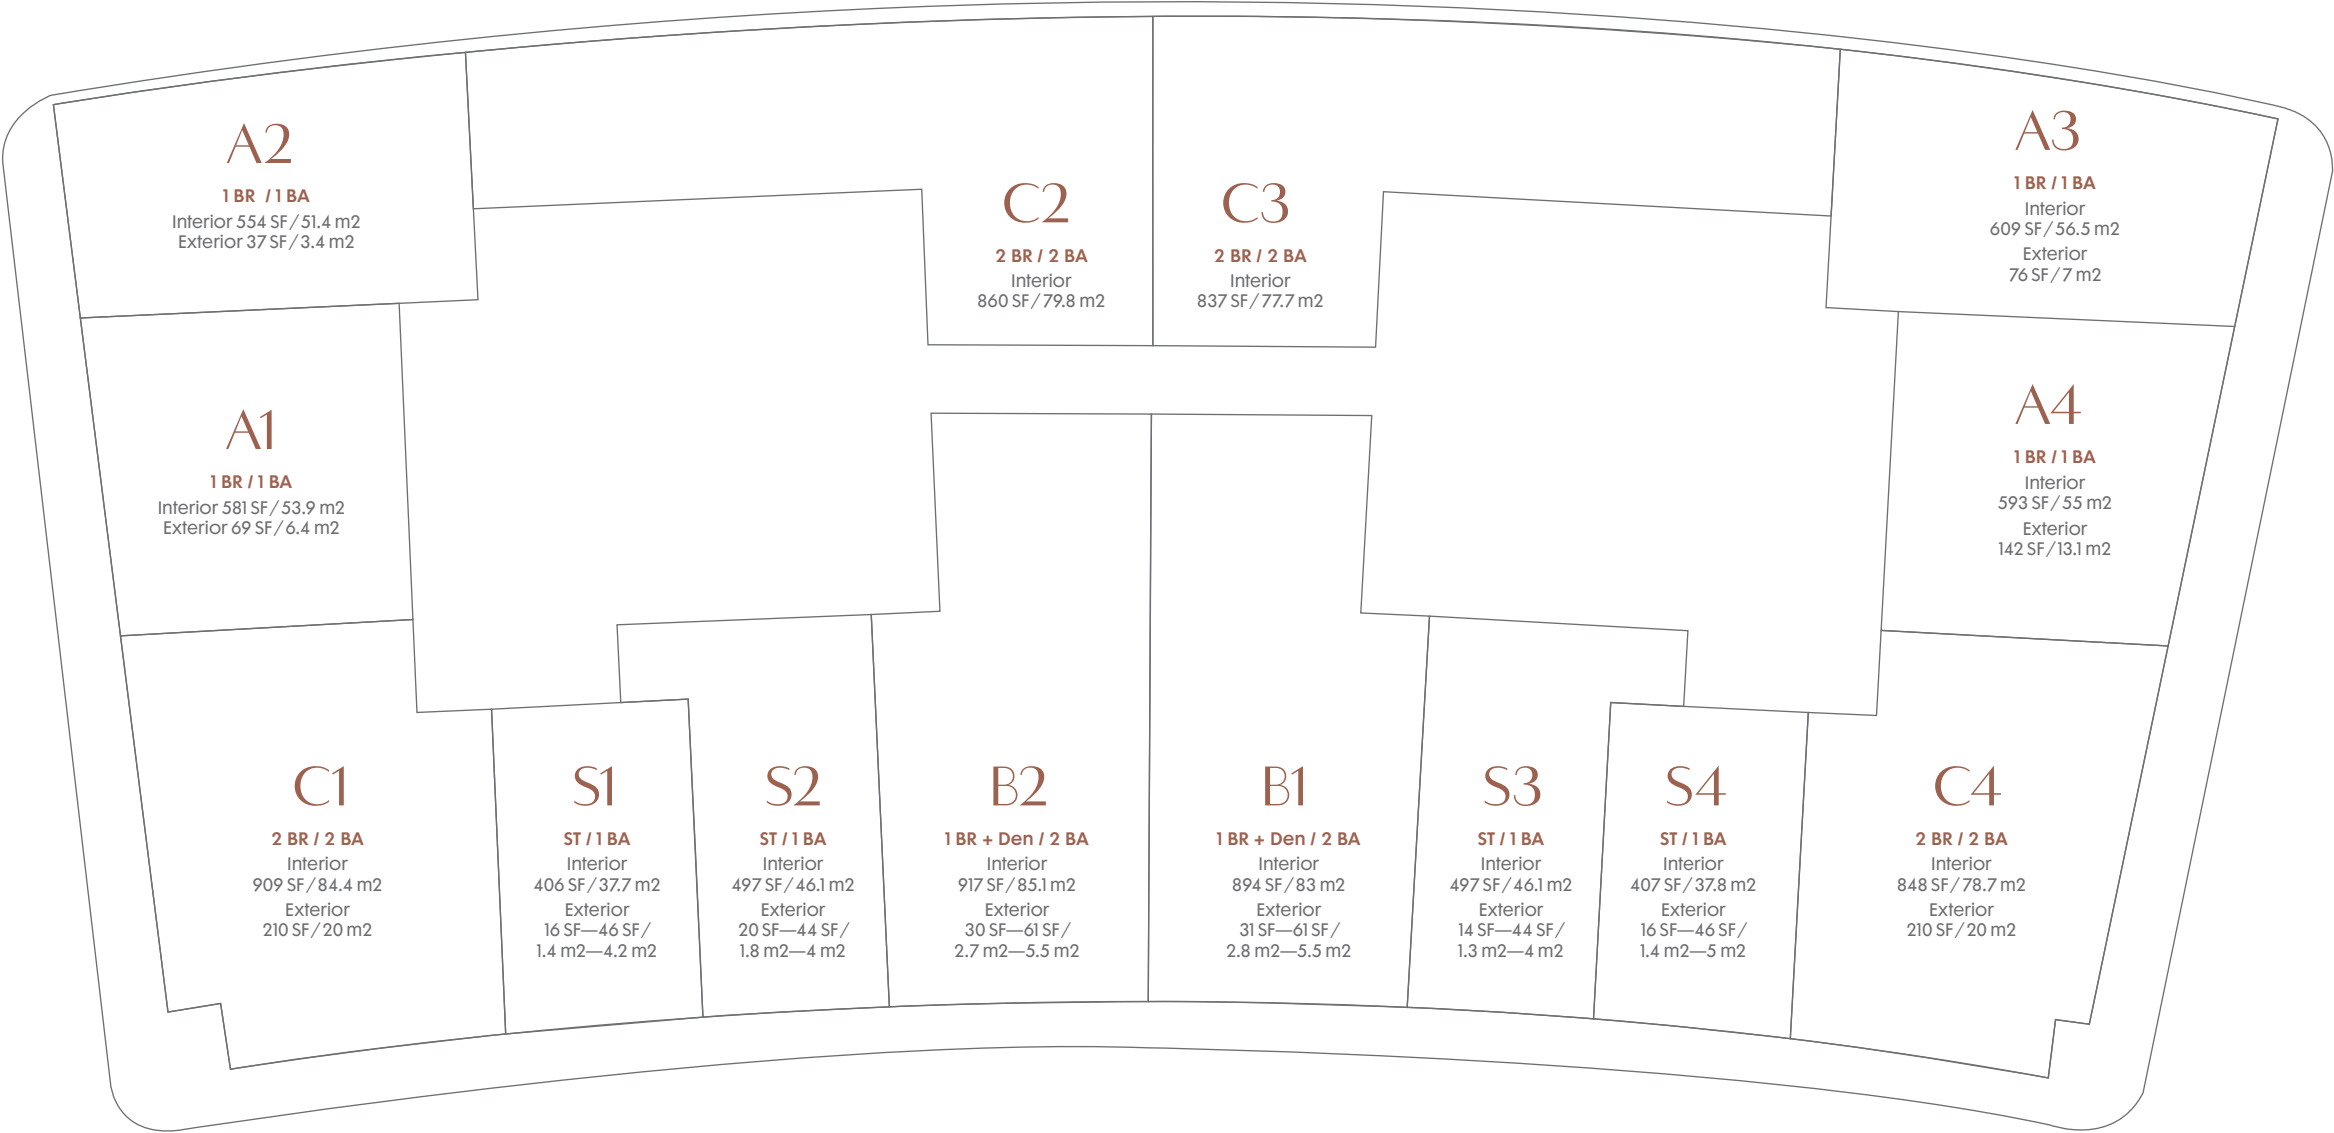 A2
1 BR / 1 BA
Interior 554 SF/51.4 m2
Exterior 37 SF/3.4 m2
C2
2 BR / 2 BA
Interior
860 SF/79.8 m2
C3
2 BR / 2 BA
Interior
837 SF/77.7 m2
A3
1 BR / 1 BA
Interior
609 SF/56.5 m2
Exterior
76 SF/7 m2
A1
1 BR / 1 BA
Interior 581 SF/53.9 m2
Exterior 69 SF/6.4 m2
A4
1 BR / 1 BA
Interior
593 SF/55 m2
Exterior
142 SF/13.1 m2
C1
2 BR / 2 BA
Interior
909 SF/84.4 m2
Exterior
210 SF/20 m2
S1
ST / 1 BA
Interior
406 SF/37.7 m2
Exterior
16 SF—46 SF/
1.4 m2—4.2 m2
S2
ST / 1 BA
Interior
497 SF/46.1 m2
Exterior
20 SF—44 SF/
1.8 m2—4 m2
B2
1 BR + Den / 2 BA
Interior
917 SF/85.1 m2
Exterior
30 SF—61 SF/
2.7 m2—5.5 m2
B1
1 BR + Den / 2 BA
Interior
894 SF/83 m2
Exterior
31 SF—61 SF/
2.8 m2—5.5 m2
S3
ST / 1 BA
Interior
497 SF/46.1 m2
Exterior
14 SF—44 SF/
1.3 m2—4 m2
S4
ST / 1 BA
Interior
407 SF/37.8 m2
Exterior
16 SF—46 SF/
1.4 m2—5 m2
C4
2 BR / 2 BA
Interior
848 SF/78.7 m2
Exterior
210 SF/20 m2